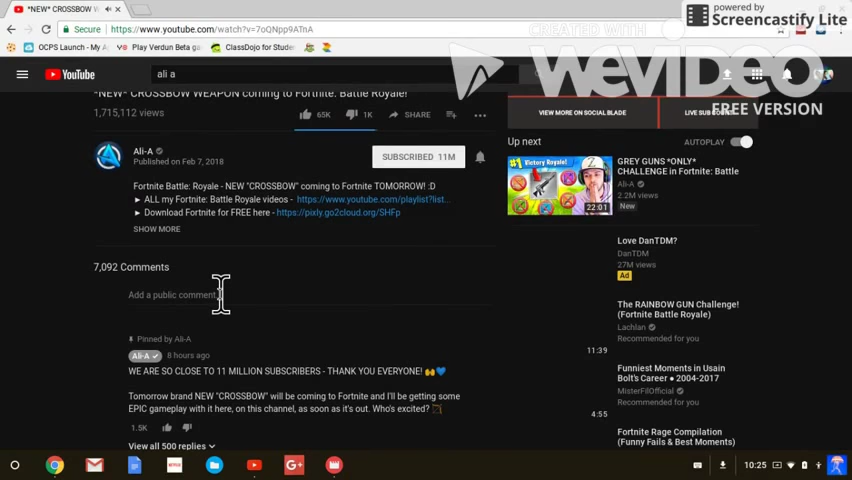 *NEW* CROSSBOW W
powered by
Screencastify Lite
Secure
https://www.youtube.com/watch?v=7oQNpp9ATnA
CREATED WITH
OCPS Launch - My A
Play Verdun Beta ga
ClassDojo for Stude
wevideo
FREE VERSION
YouTube
ali a
*NEW* CROSSBOW WEAPON coming to Fortnite: Battle Royale!
1,715,112 views
65K
1K
SHARE
VIEW MORE ON SOCIAL BLADE
LIVE SUB
Up next
AUTOPLAY
Ali-A
Published on Feb 7, 2018
SUBSCRIBED 11M
#1 Victory Royale!
22:01
GREY GUNS *ONLY*
CHALLENGE in Fortnite: Battle
Ali-A
2.2M views
New
Fortnite Battle: Royale - NEW "CROSSBOW" coming to Fortnite TOMORROW! :D
► ALL my Fortnite: Battle Royale videos - https://www.youtube.com/playlist?list...
► Download Fortnite for FREE here - https://pixly.go2cloud.org/SHFp
SHOW MORE
Love DanTDM?
DanTDM
27M views
Ad
7,092 Comments
Add a public comment
The RAINBOW GUN Challenge!
(Fortnite Battle Royale)
Lachlan
Recommended for you
11:39
Pinned by Ali-A
Ali-A
8 hours ago
WE ARE SO CLOSE TO 11 MILLION SUBSCRIBERS - THANK YOU EVERYONE! 🙌💙
Tomorrow brand NEW "CROSSBOW" will be coming to Fortnite and I'll be getting some
EPIC gameplay with it here, on this channel, as soon as it's out. Who's excited? 🏹
1.5K
View all 500 replies
Funniest Moments in Usain
Bolt's Career ● 2004-2017
MisterFilOfficial
Recommended for you
4:55
Fortnite Rage Compilation
(Funny Fails & Best Moments)
NETFLIX
G+
10:25